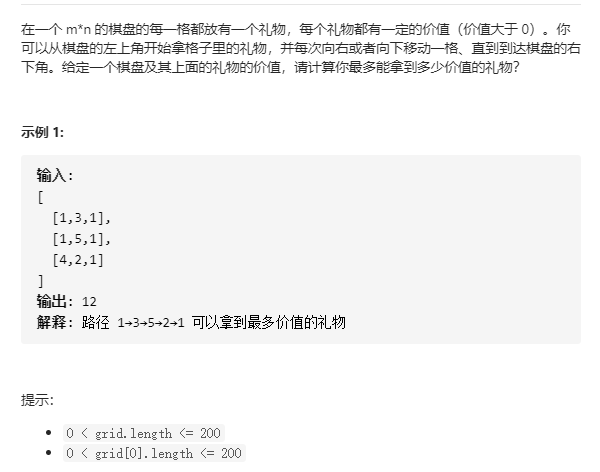 在一个 m*n 的棋盘的每一格都放有一个礼物，每个礼物都有一定的价值（价值大于 0）。你
可以从棋盘的左上角开始拿格子里的礼物，并每次向右或者向下移动一格、直到到达棋盘的右
下角。给定一个棋盘及其上面的礼物的价值，请计算你最多能拿到多少价值的礼物？
示例 1:
输入:
[
[1,3,1],
[1,5,1],
[4,2,1]
]
输出: 12
解释: 路径 1→3→5→2→1 可以拿到最多价值的礼物
提示：
• 0 < grid.length <= 200
• 0 < grid[0].length <= 200